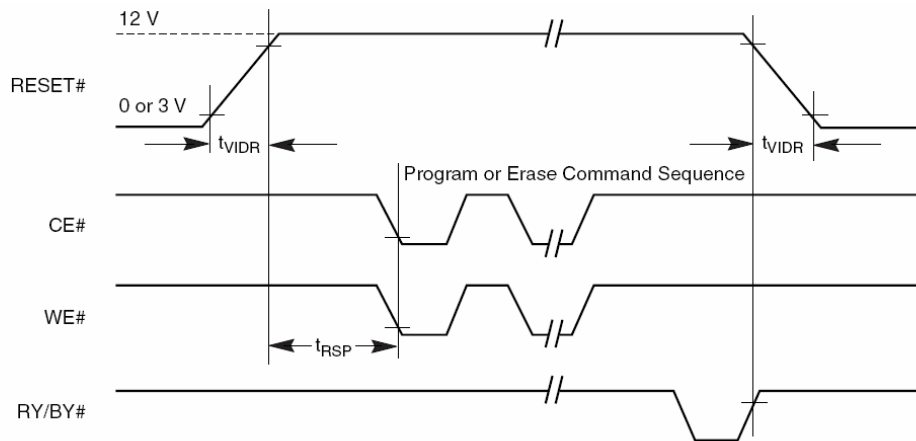 12 V
RESET#
0 or 3 V
tVIDR
tVIDR
Program or Erase Command Sequence
CE#
WE#
tRSP
RY/BY#